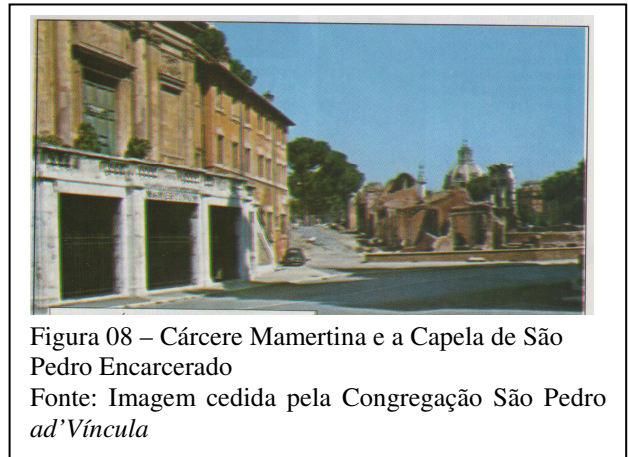 Figura 08 – Cárcere Mamertina e a Capela de São
Pedro Encarcerado
Fonte: Imagem cedida pela Congregação São Pedro
ad'Víncula